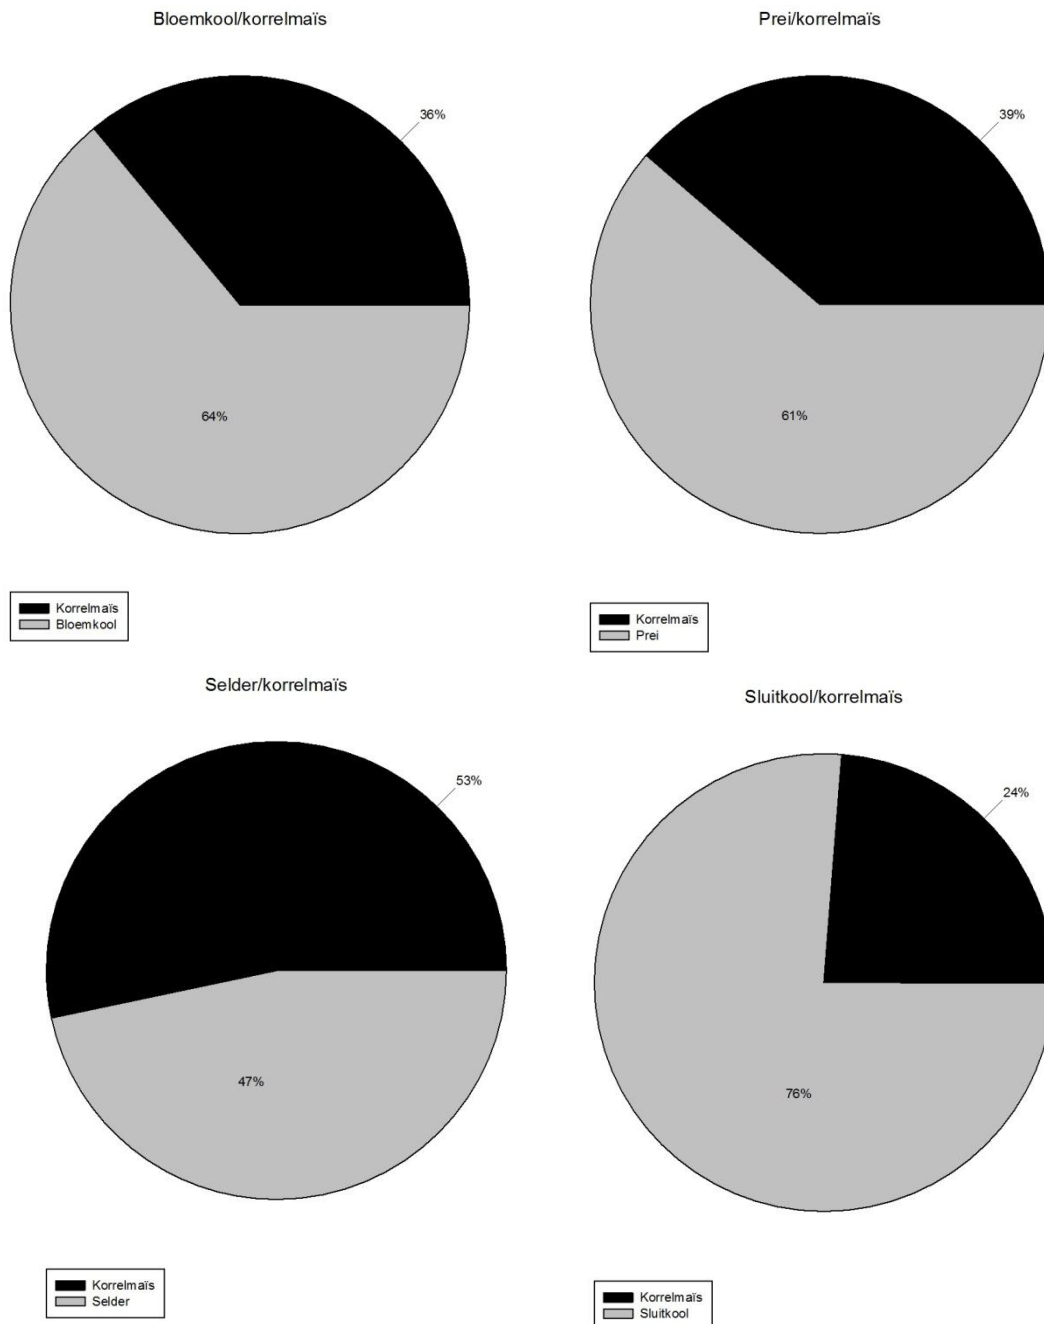 Bloemkool/korrelmaïs
36%
64%
Korrelmaïs
Bloemkool
Prei/korrelmaïs
39%
61%
Korrelmaïs
Prei
Selder/korrelmaïs
53%
47%
Korrelmaïs
Selder
Sluitkool/korrelmaïs
24%
76%
Korrelmaïs
Sluitkool